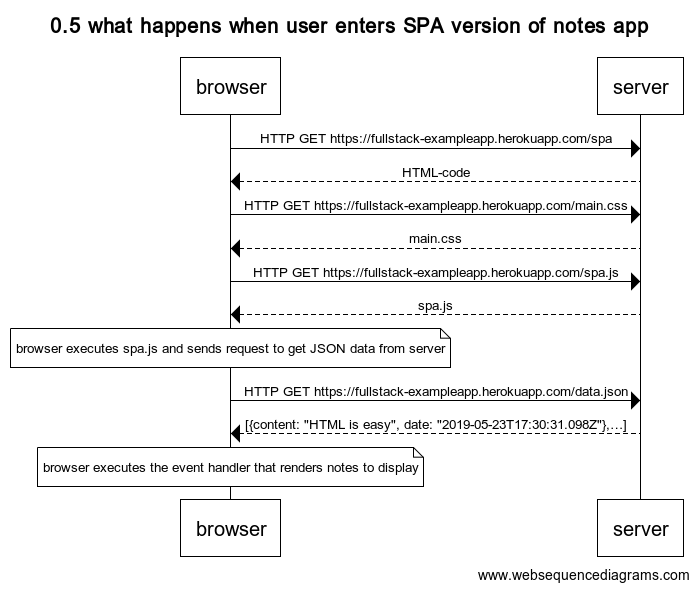 0.5 what happens when user enters SPA version of notes app
browser
server
HTTP GET https://fullstack-exampleapp.herokuapp.com/spa
HTML-code
HTTP GET https://fullstack-exampleapp.herokuapp.com/main.css
main.css
HTTP GET https://fullstack-exampleapp.herokuapp.com/spa.js
spa.js
browser executes spa.js and sends request to get JSON data from server
HTTP GET https://fullstack-exampleapp.herokuapp.com/data.json
[{content: "HTML is easy", date: "2019-05-23T17:30:31.098Z"},...]
browser executes the event handler that renders notes to display
browser
server
www.websequencediagrams.com